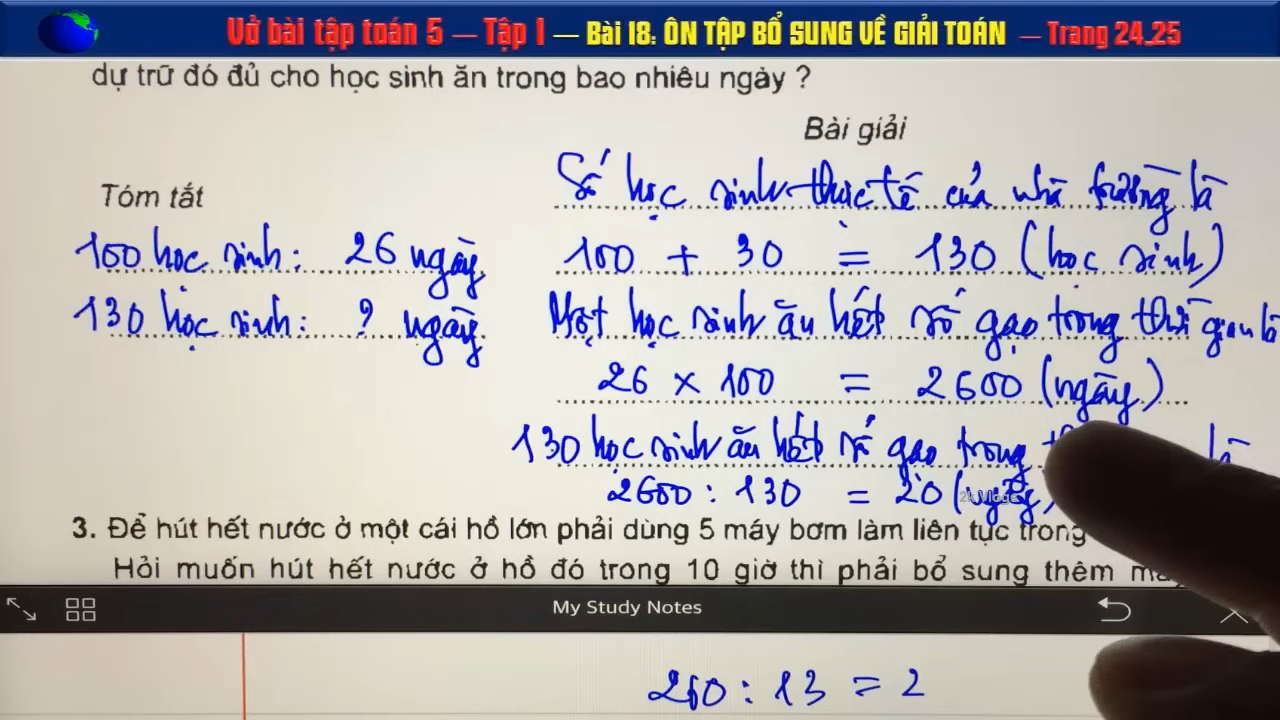 Vở bài tập toán 5 – Tập 1 – Bài 18: ÔN TẬP BỔ SUNG VỀ GIẢI TOÁN – Trang 24,25
dự trữ đó đủ cho học sinh ăn trong bao nhiêu ngày ?
Bài giải
Tóm tắt
100 học sinh: 26 ngày
130 học sinh: ? ngày
Số học sinh thực tế của nhà trường là
100 + 30 = 130 (học sinh)
Một học sinh ăn hết số gạo trong thời gian là
26 × 100 = 2600 (ngày)
130 học sinh ăn hết số gạo trong là
2600 : 130 = 20 (ngày)
2k Vlogs
3. Để hút hết nước ở một cái hồ lớn phải dùng 5 máy bơm làm liên tục trong
Hỏi muốn hút hết nước ở hồ đó trong 10 giờ thì phải bổ sung thêm
My Study Notes
260 : 13 = 2